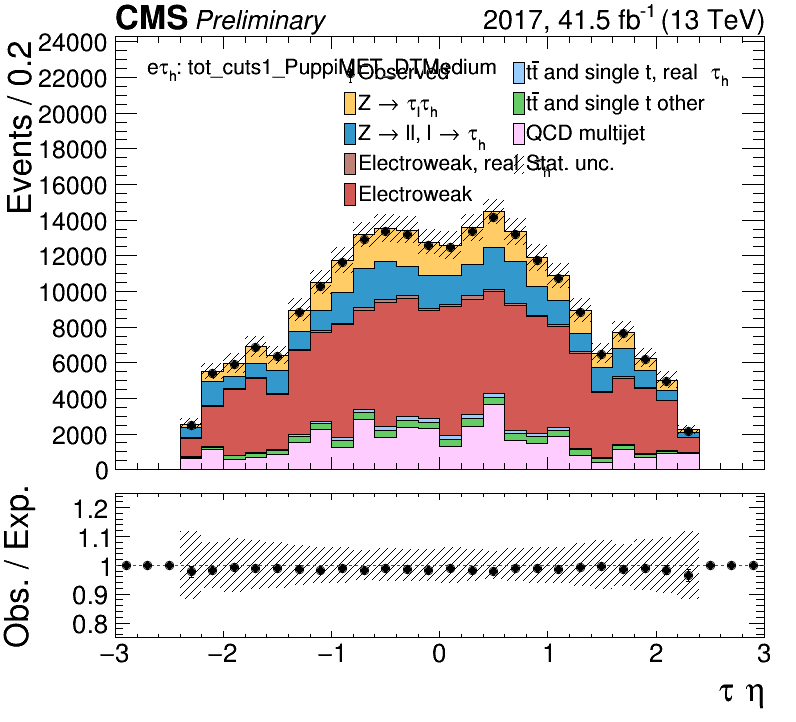 CMS Preliminary 2017, 41.5 fb⁻¹ (13 TeV)
Events / 0.2
24000
22000
20000
18000
16000
14000
12000
10000
8000
6000
4000
2000
0
eτh: tot_cuts1_PuppiMET_DTMedium
Observed
Z → τlτh
Z → ll, l → τh
Electroweak, real τh
Electroweak
tt̄ and single t, real τh
tt̄ and single t other
QCD multijet
Stat. unc.
Obs. / Exp.
1.2
1.1
1
0.9
0.8
−3 −2 −1 0 1 2 3
τ η